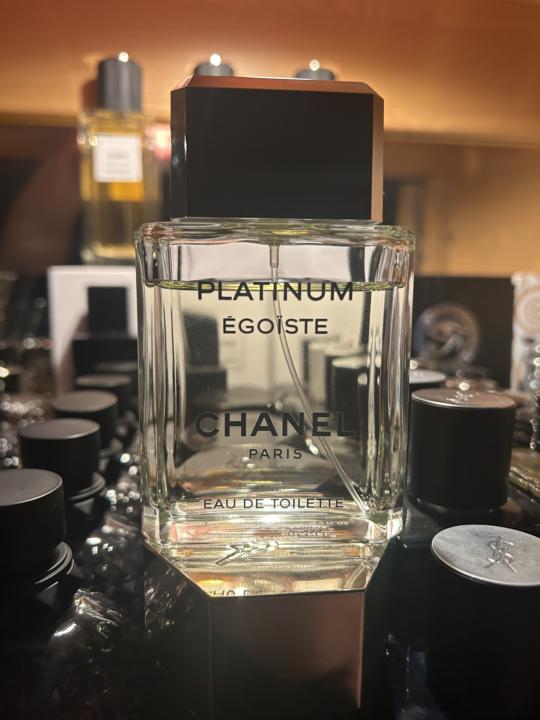 PLATINUM
ÉGOÏSTE
CHANEL
PARIS
EAU DE TOILETTE